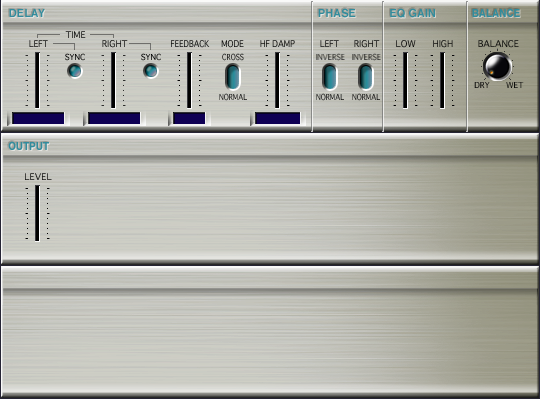 DELAY
PHASE
EQ GAIN
BALANCE
TIME
LEFT
RIGHT
FEEDBACK
MODE
HF DAMP
LEFT
RIGHT
LOW
HIGH
BALANCE
SYNC
SYNC
CROSS
INVERSE
INVERSE
DRY
WET
NORMAL
NORMAL
NORMAL
OUTPUT
LEVEL